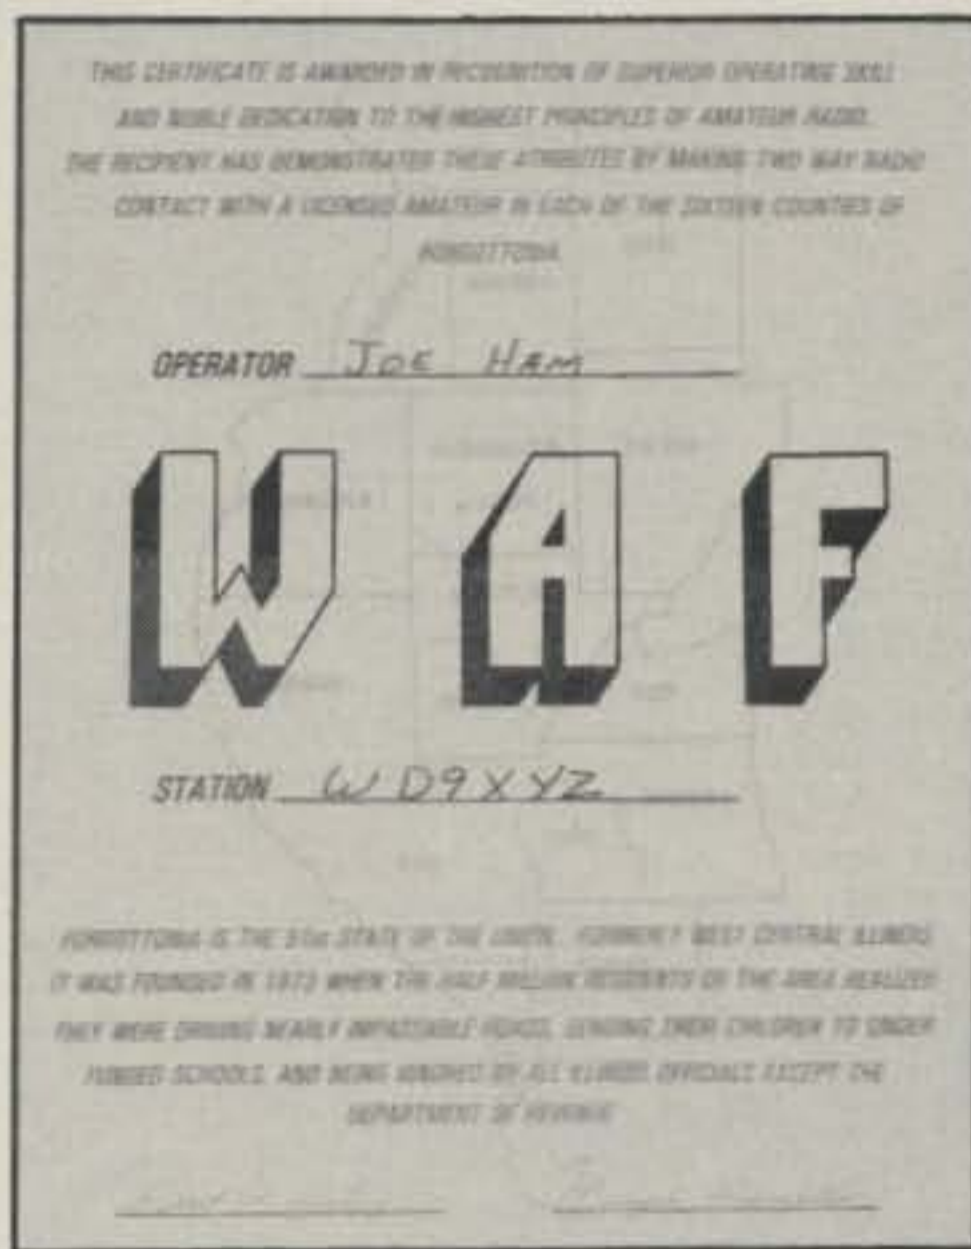 THIS CERTIFICATE IS AWARDED IN RECOGNITION OF SUPERIOR OPERATING SKILL
AND NOBLE DEDICATION TO THE HIGHEST PRINCIPLES OF AMATEUR RADIO.
THE RECIPIENT HAS DEMONSTRATED THESE ATRIBUTES BY MAKING TWO WAY RADIO
CONTACT WITH A LICENSED AMATEUR IN EACH OF THE SIXTEEN COUNTIES OF
FORGOTTONIA.
OPERATOR JOE HAM
WAF
STATION WD9XYZ
FORGOTTONIA IS THE 51st STATE OF THE UNION. FORMERLY WEST CENTRAL ILLINOIS
IT WAS FOUNDED IN 1973 WHEN THE HALF MILLION RESIDENTS OF THE AREA REALIZED
THEY WERE DRIVING NEARLY IMPASSABLE ROADS, SENDING THEIR CHILDREN TO UNDER
FUNDED SCHOOLS, AND BEING IGNORED BY ALL ILLINOIS OFFICIALS EXCEPT THE
DEPARTMENT OF REVENUE